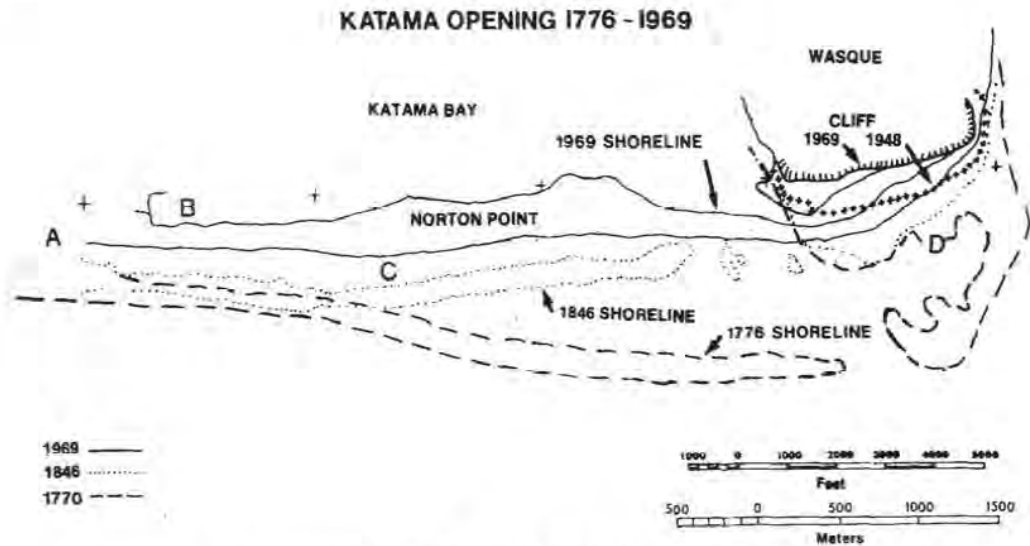 KATAMA OPENING 1776 - 1969
WASQUE
KATAMA BAY
CLIFF
1969 1948
1969 SHORELINE
B
NORTON POINT
A
C
D
1846 SHORELINE
1776 SHORELINE
1969
1846
1770
1000 0 1000 2000 3000 4000 5000
Feet
500 0 500 1000 1500
Meters